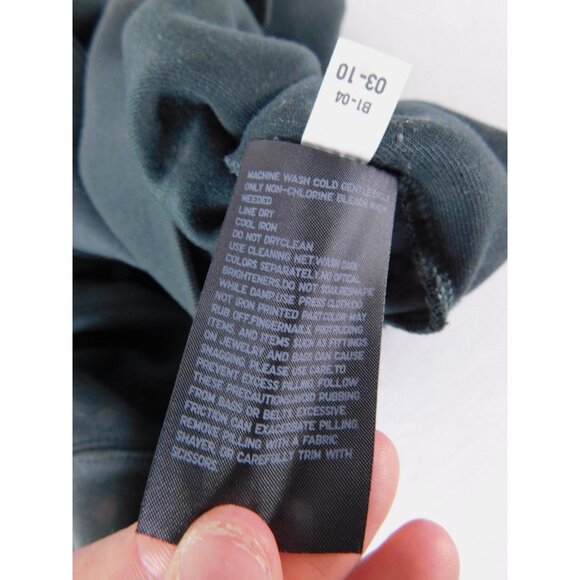 B1-04
03-10
MACHINE WASH COLD GENTLE CYCLE
ONLY NON-CHLORINE BLEACH WHEN
NEEDED
LINE DRY
COOL IRON
DO NOT DRYCLEAN
USE CLEANING NET.WASH DARK
COLORS SEPARATELY.NO OPTICAL
BRIGHTENERS.DO NOT SOAK.RESHAPE
WHILE DAMP.USE PRESS CLOTH.DO
NOT IRON PRINTED PART.COLOR MAY
RUB OFF.FINGERNAILS PROTRUDING
ITEMS, AND ITEMS SUCH AS FITTINGS
ON JEWELRY AND BAGS CAN CAUSE
SNAGGING. PLEASE USE CARE.TO
PREVENT EXCESS PILLING. FOLLOW
THESE PRECAUTIONS:AVOID RUBBING
FROM BAGS OR BELTS. EXCESSIVE
FRICTION CAN EXACERBATE PILLING.
REMOVE PILLING WITH A FABRIC
SHAVER, OR CAREFULLY TRIM WITH
SCISSORS.